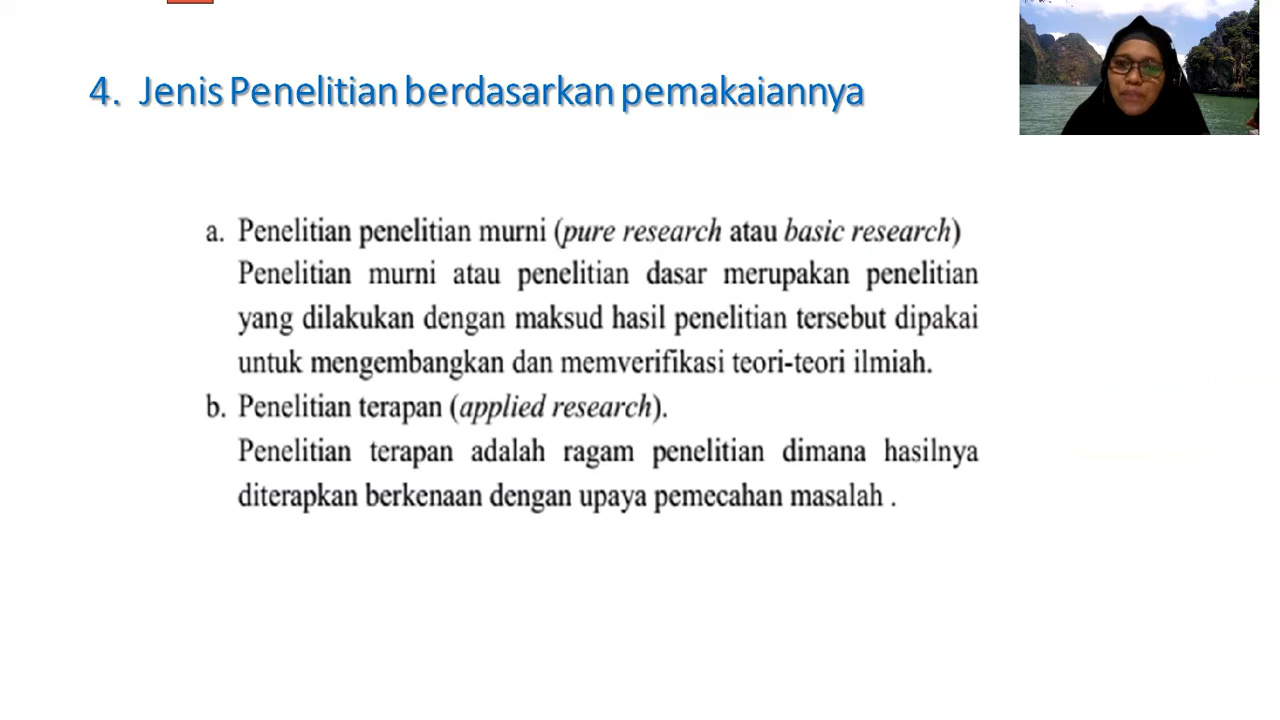 4. Jenis Penelitian berdasarkan pemakaiannya
a. Penelitian penelitian murni (pure research atau basic research)
Penelitian murni atau penelitian dasar merupakan penelitian
yang dilakukan dengan maksud hasil penelitian tersebut dipakai
untuk mengembangkan dan memverifikasi teori-teori ilmiah.
b. Penelitian terapan (applied research).
Penelitian terapan adalah ragam penelitian dimana hasilnya
diterapkan berkenaan dengan upaya pemecahan masalah .